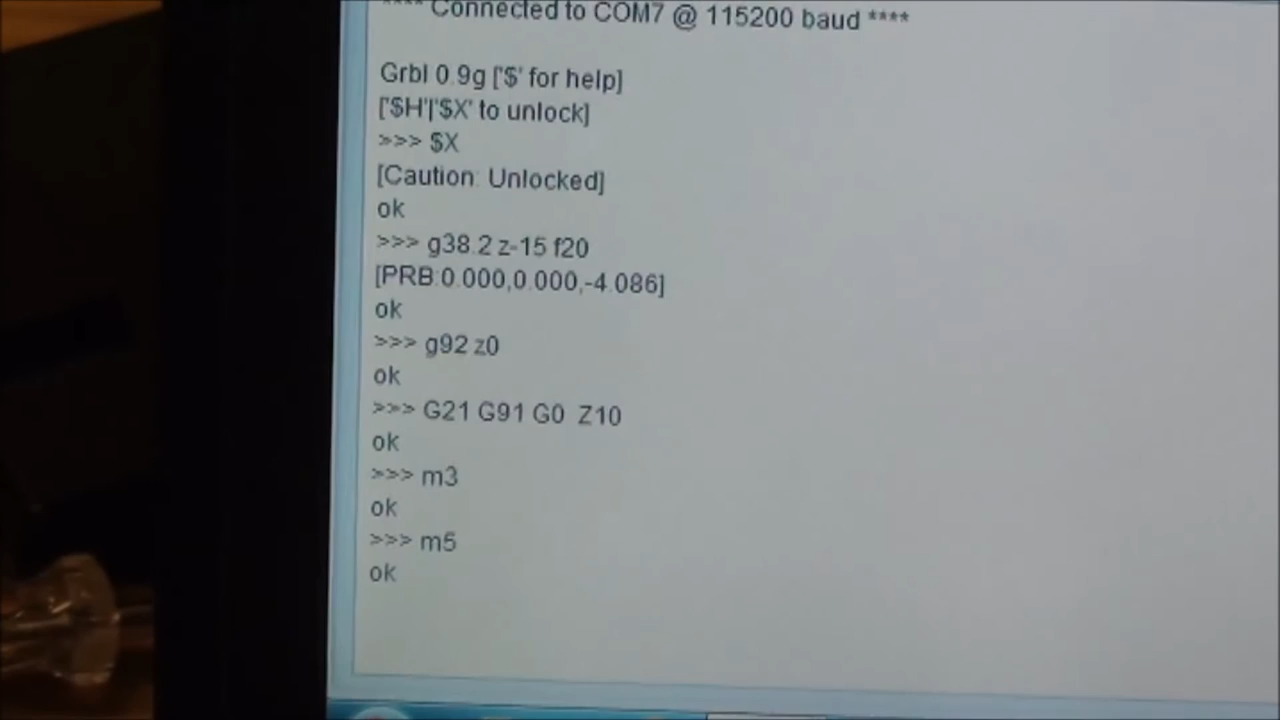 **** Connected to COM7 @ 115200 baud ****
Grbl 0.9g ['$' for help]
['$H'|'$X' to unlock]
>>> $X
[Caution: Unlocked]
ok
>>> g38.2 z-15 f20
[PRB:0.000,0.000,-4.086]
ok
>>> g92 z0
ok
>>> G21 G91 G0  Z10
ok
>>> m3
ok
>>> m5
ok